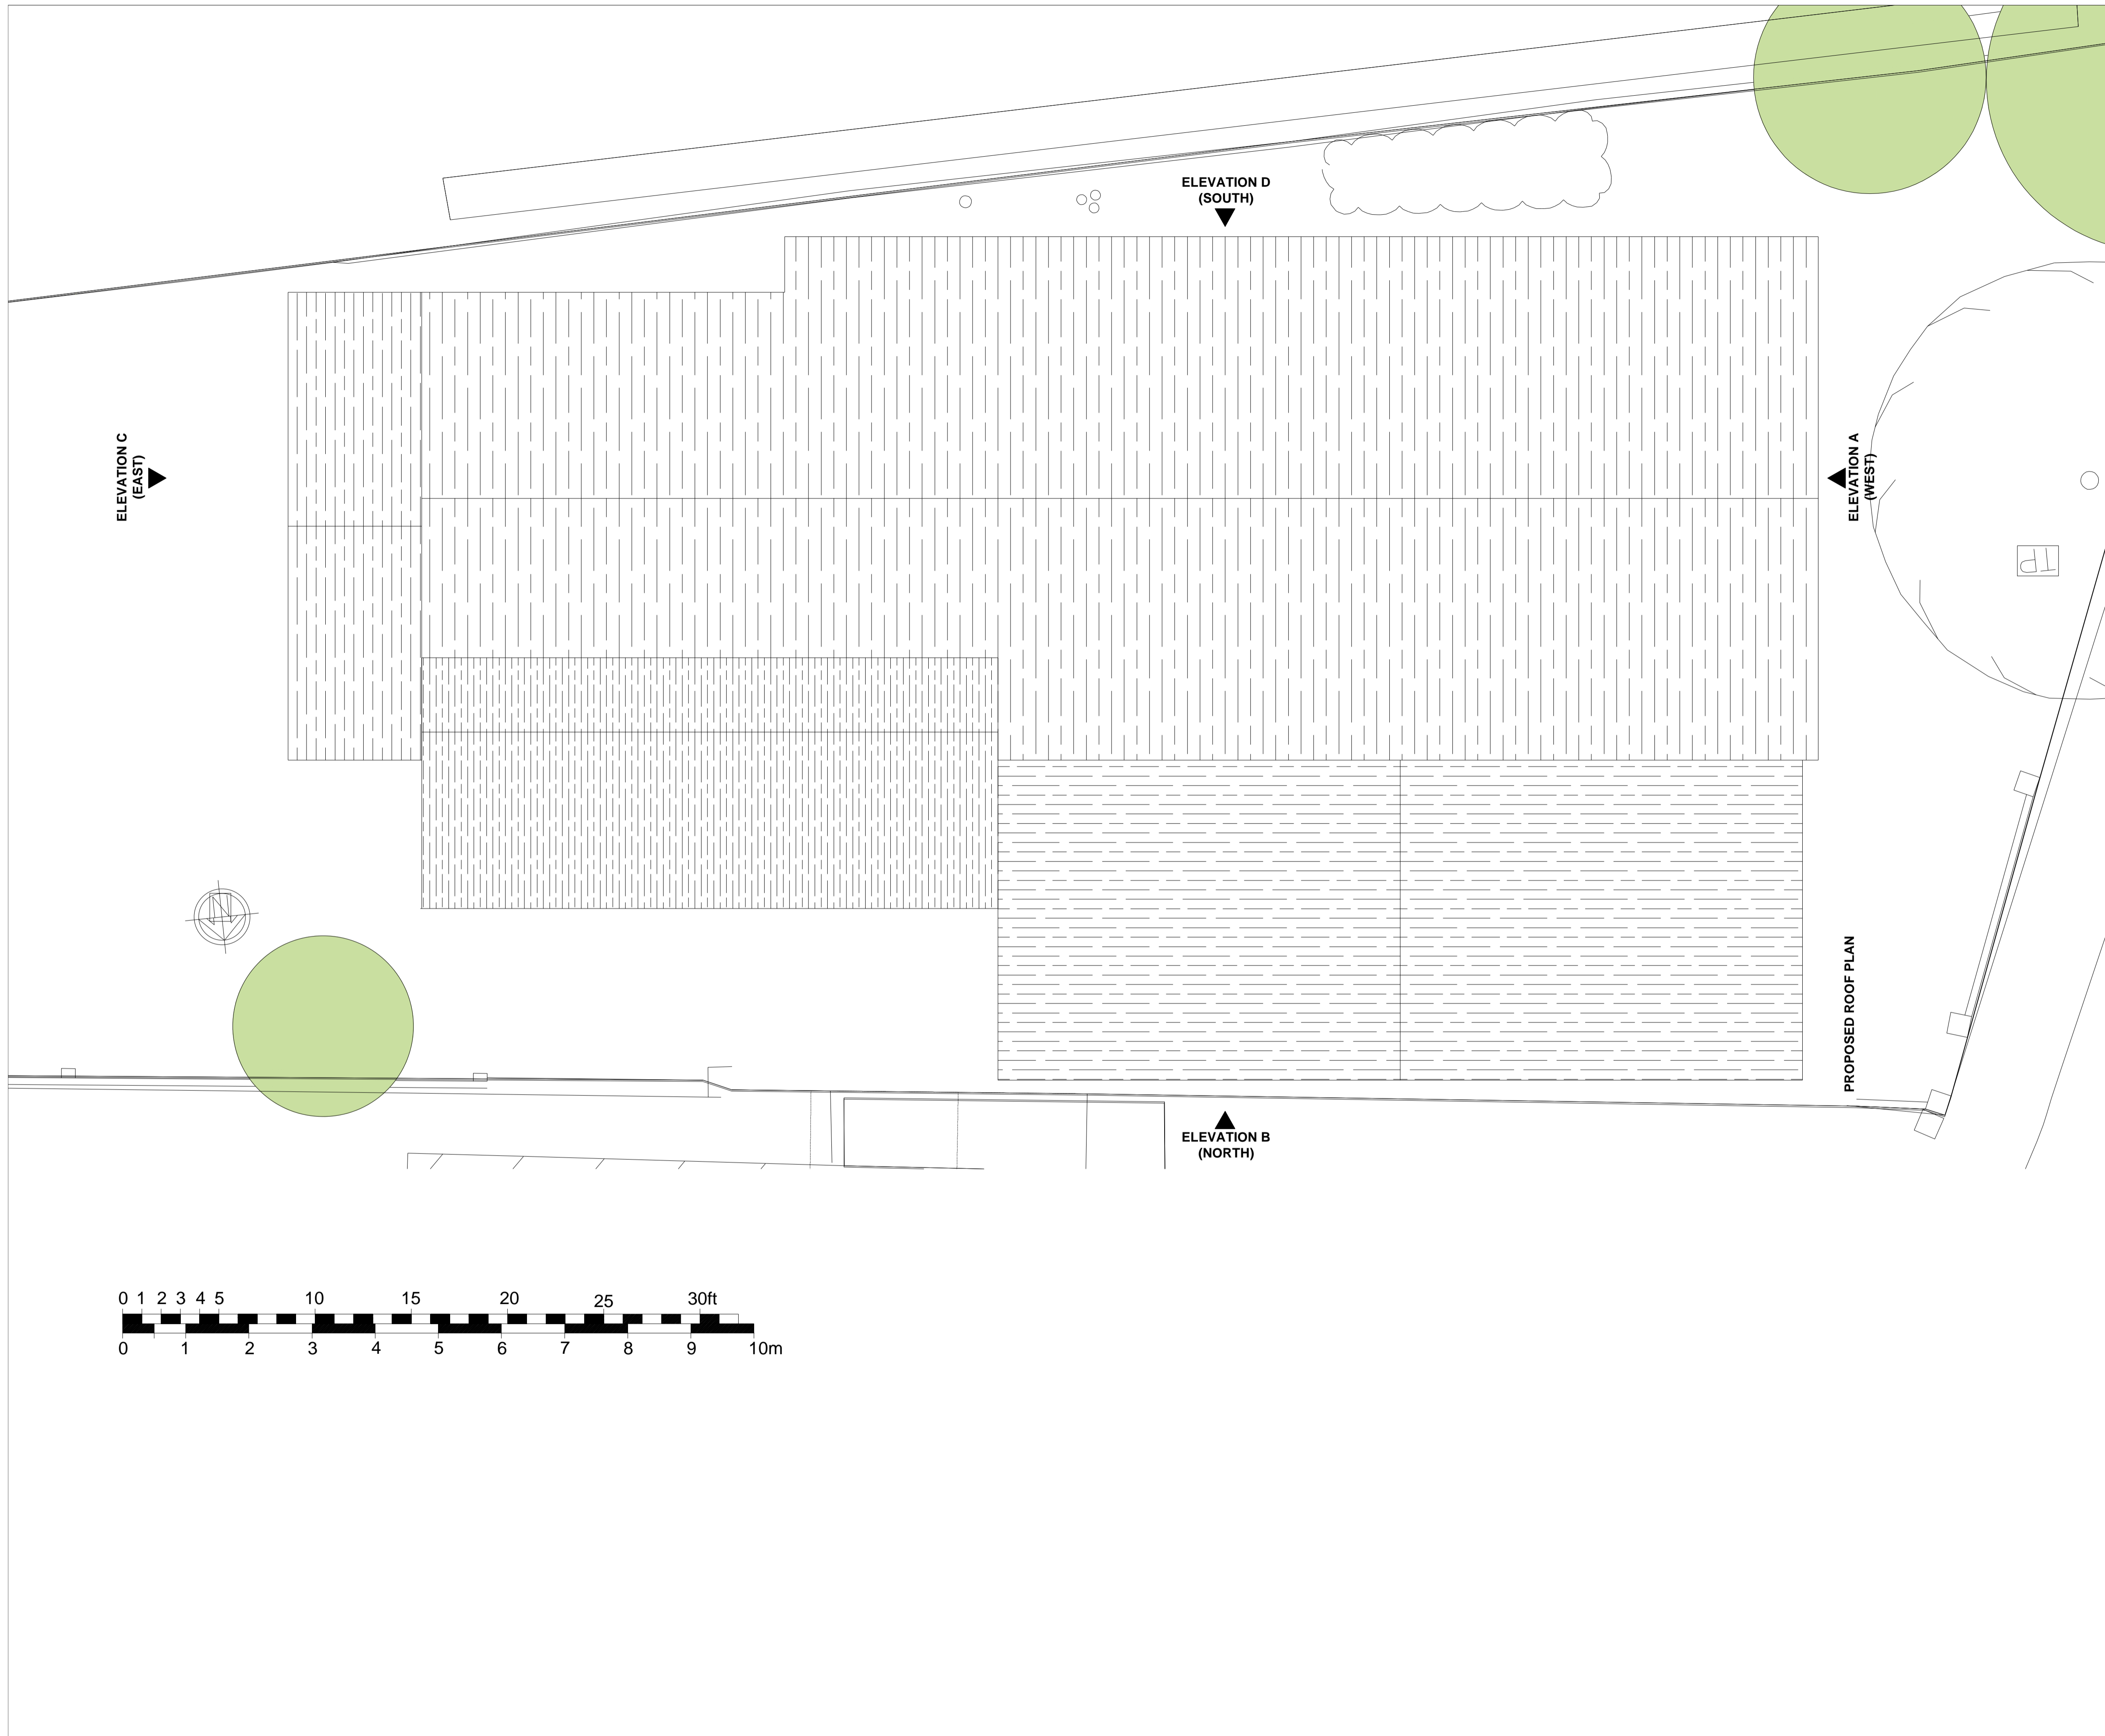 ELEVATION D
(SOUTH)
ELEVATION C
(EAST)
ELEVATION A
(WEST)
TP
N
PROPOSED ROOF PLAN
ELEVATION B
(NORTH)
0 1 2 3 4 5 10 15 20 25 30ft
0 1 2 3 4 5 6 7 8 9 10m